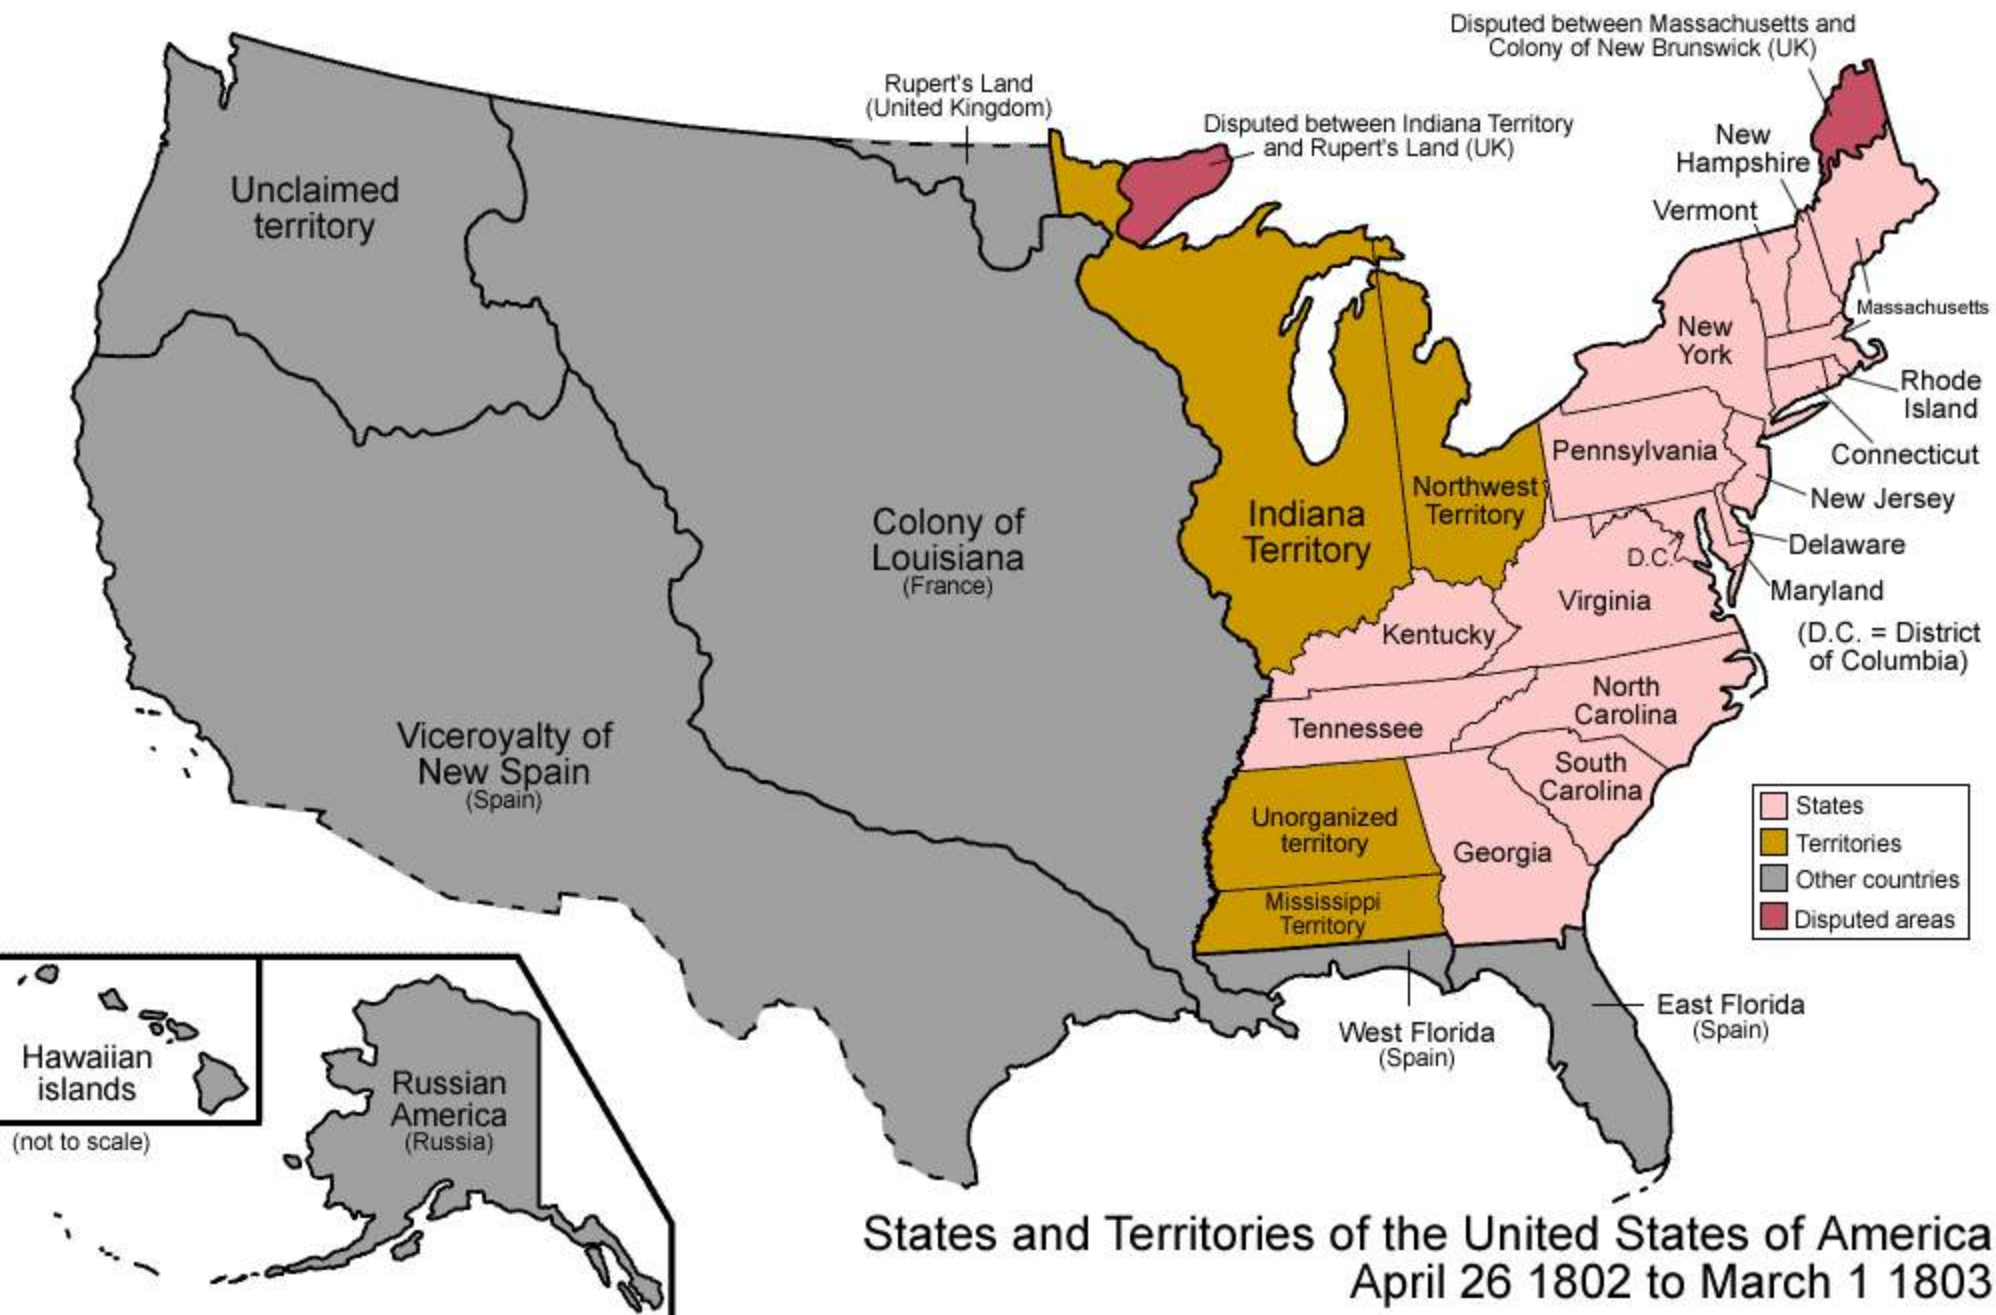 Disputed between Massachusetts and
Colony of New Brunswick (UK)
Rupert's Land
(United Kingdom)
Disputed between Indiana Territory
and Rupert's Land (UK)
New
Hampshire
Vermont
Unclaimed
territory
Massachusetts
New
York
Rhode
Island
Connecticut
Pennsylvania
New Jersey
Northwest
Territory
Indiana
Territory
Colony of
Louisiana
(France)
Delaware
D.C.
Maryland
Virginia
(D.C. = District
of Columbia)
Kentucky
North
Carolina
Tennessee
Viceroyalty of
New Spain
(Spain)
South
Carolina
Unorganized
territory
Georgia
Mississippi
Territory
States
Territories
Other countries
Disputed areas
East Florida
(Spain)
West Florida
(Spain)
Hawaiian
islands
(not to scale)
Russian
America
(Russia)
States and Territories of the United States of America
April 26 1802 to March 1 1803